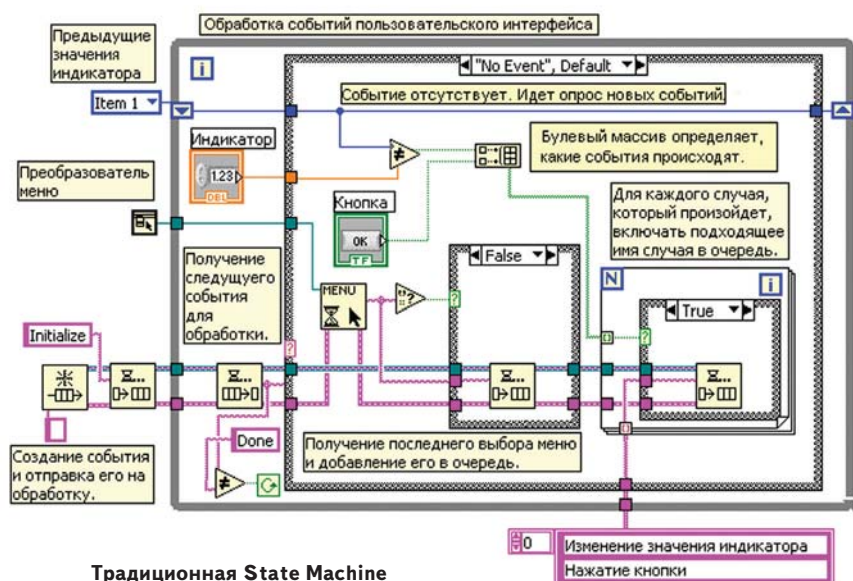 Обработка событий пользовательского интерфейса
Предыдущие
значения
индикатора
i
"No Event", Default
Item 1
Событие отсутствует. Идет опрос новых событий.
Индикатор
1.23
DBL
Булевый массив определяет,
какие события происходят.
Преобразователь
меню
Кнопка
OK
TF
Для каждого случая,
который произойдет,
включать подходящее
имя случая в очередь.
Получение
следущуего
события
для
обработки.
MENU
?
False
?
N
i
True
?
Initialize
?
Done
Создание события
и отправка его на
обработку.
Получение последнего выбора меню
и добавление его в очередь.
0
Изменение значения индикатора
Нажатие кнопки
Традиционная State Machine